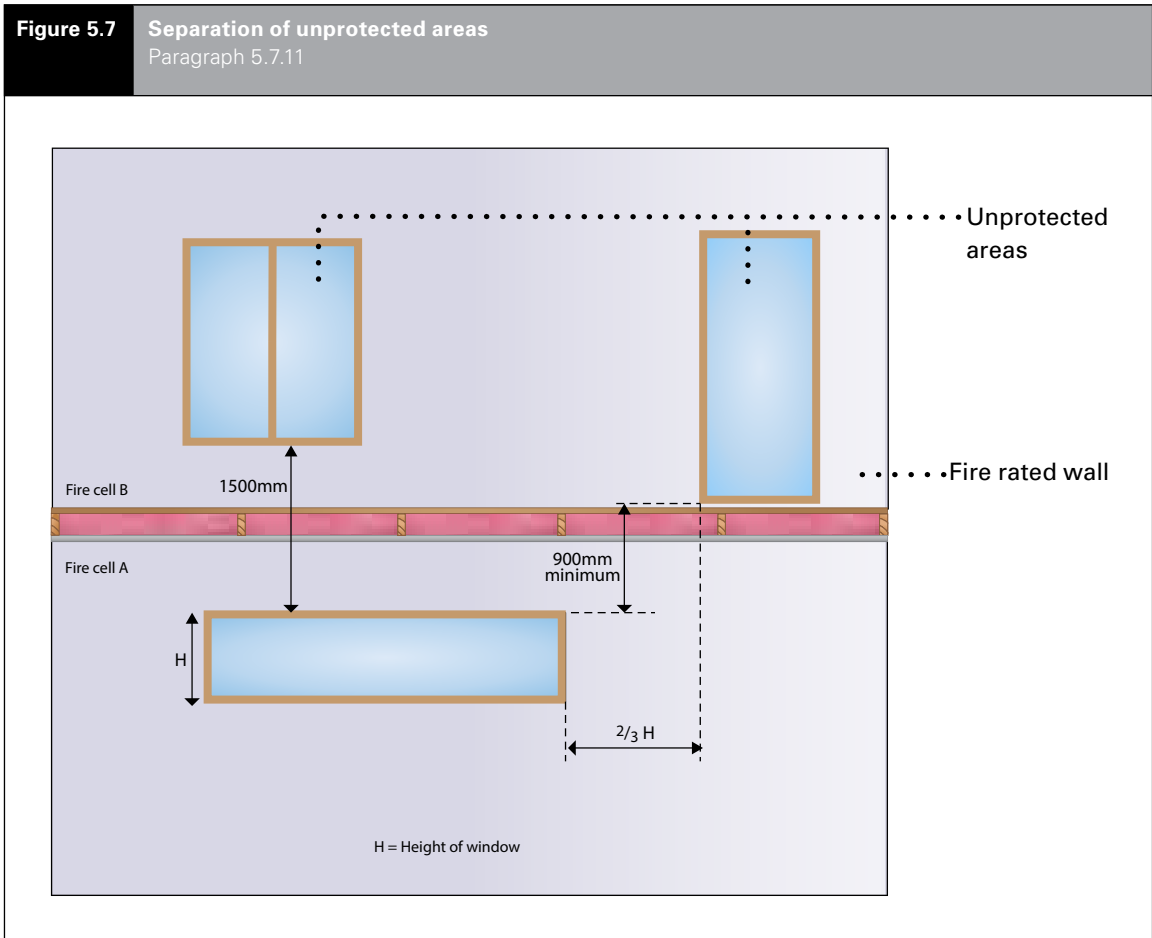 Figure 5.7
Separation of unprotected areas
Paragraph 5.7.11
Unprotected
areas
Fire rated wall
Fire cell B
1500mm
Fire cell A
900mm
minimum
H
2/3 H
H = Height of window